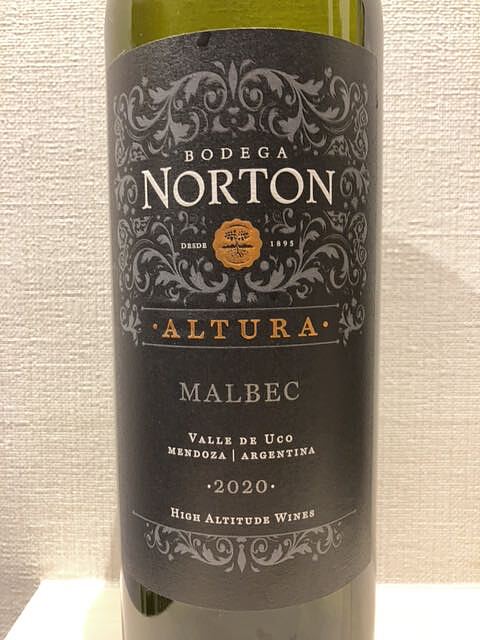 BODEGA
NORTON
DESDE 1895
·ALTURA·
MALBEC
VALLE DE UCO
MENDOZA | ARGENTINA
·2020·
HIGH ALTITUDE WINES